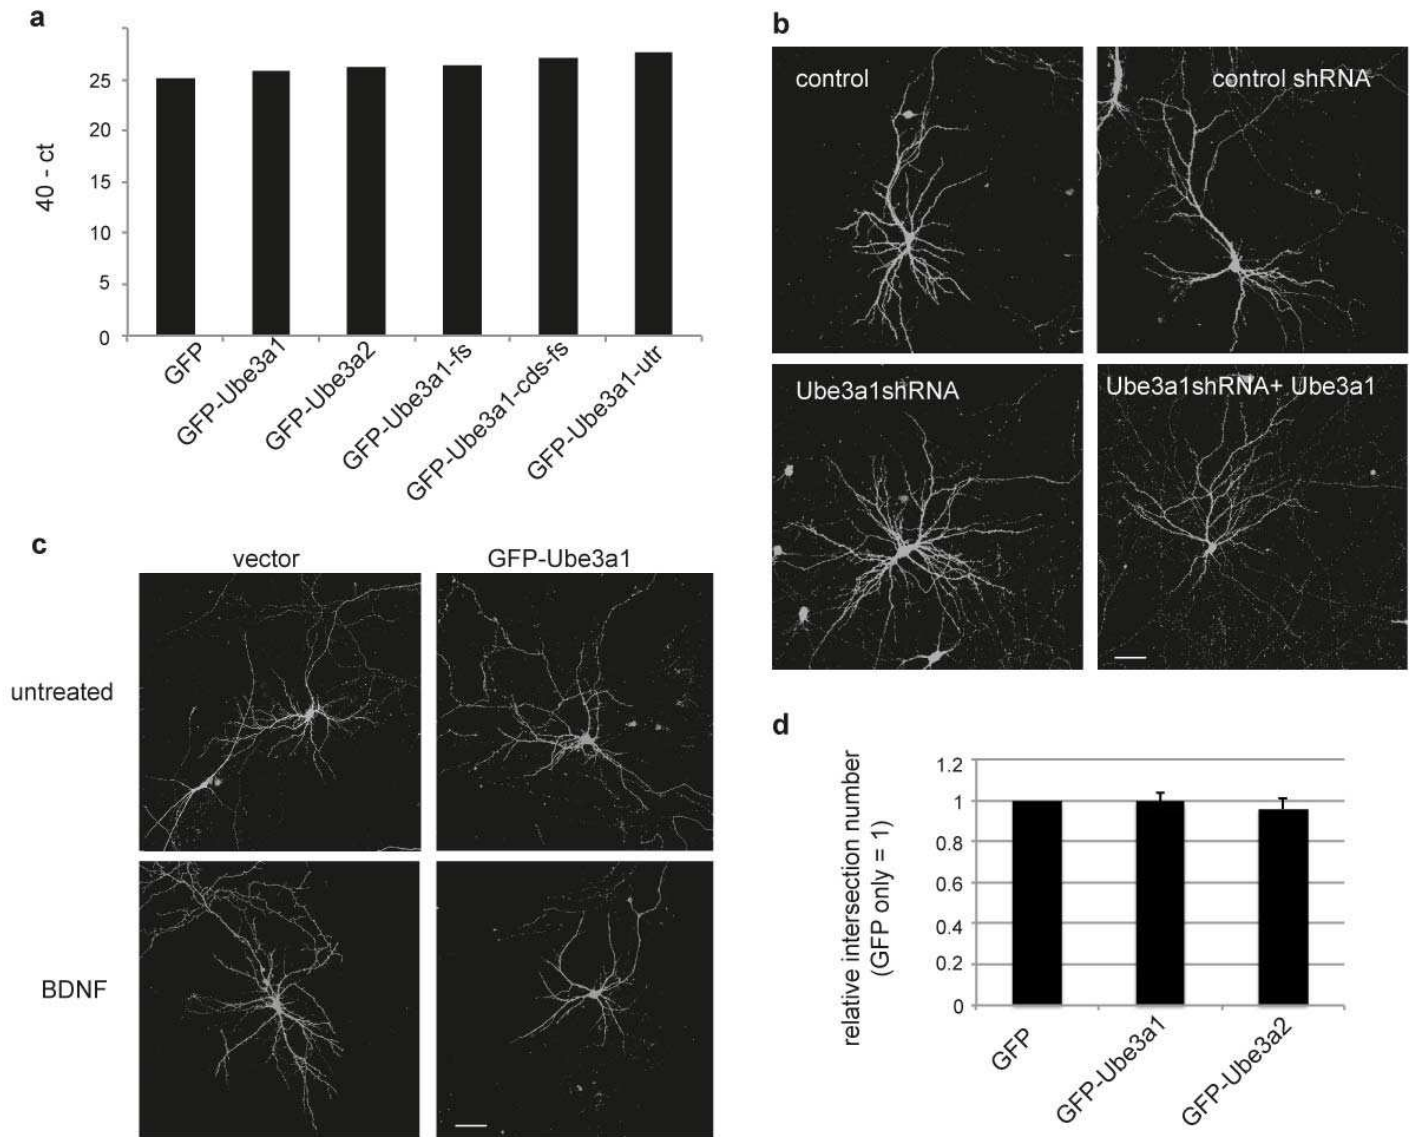 a
40 - ct
25
20
15
10
5
0
GFP
GFP-Ube3a1
GFP-Ube3a2
GFP-Ube3a1-fs
GFP-Ube3a1-cds-fs
GFP-Ube3a1-utr
b
control
control shRNA
Ube3a1shRNA
Ube3a1shRNA+ Ube3a1
c
vector
GFP-Ube3a1
untreated
BDNF
d
relative intersection number
(GFP only = 1)
1.2
1
0.8
0.6
0.4
0.2
0
GFP
GFP-Ube3a1
GFP-Ube3a2